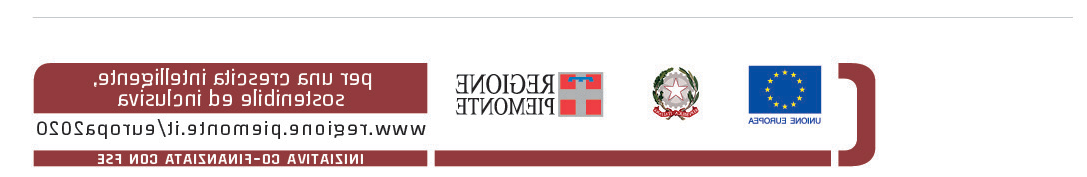 per una crescita intelligente,
sostenibile ed inclusiva
www.regione.piemonte.it/europa2020
INIZIATIVA CO-FINANZIATA CON FSE
REGIONE
PIEMONTE
UNIONE EUROPEA